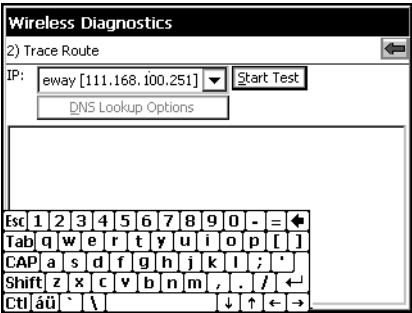 Wireless Diagnostics
2) Trace Route
IP: eway [111.168.100.251] Start Test
DNS Lookup Options
Esc 1 2 3 4 5 6 7 8 9 0 - =
Tab q w e r t y u i o p [ ]
CAP a s d f g h j k l ; '
Shift z x c v b n m , . /
Ctl áü ` \